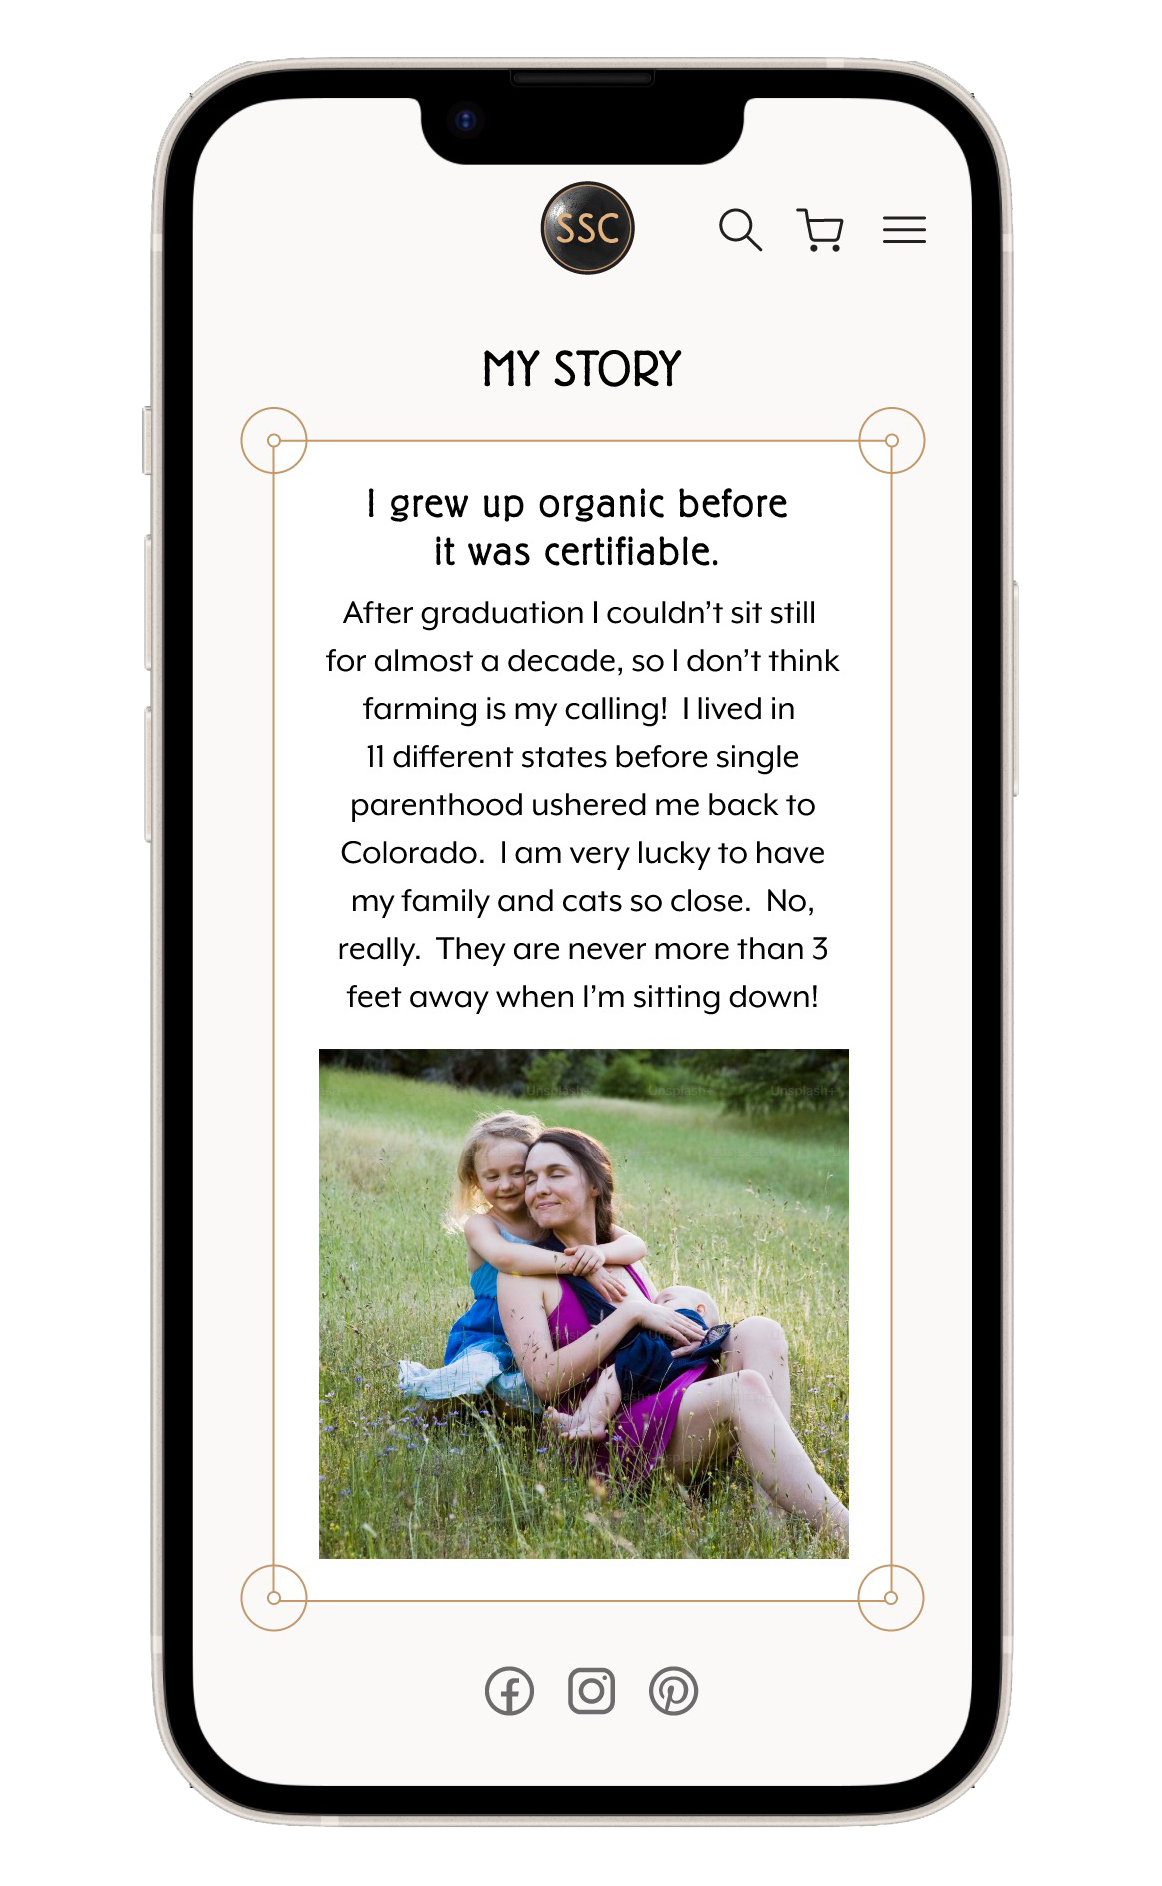 SSC
MY STORY
I grew up organic before
it was certifiable.
After graduation I couldn’t sit still
for almost a decade, so I don’t think
farming is my calling!  I lived in
11 different states before single
parenthood ushered me back to
Colorado.  I am very lucky to have
my family and cats so close.  No,
really.  They are never more than 3
feet away when I’m sitting down!
Unsplash+ Unsplash+ Unsplash+